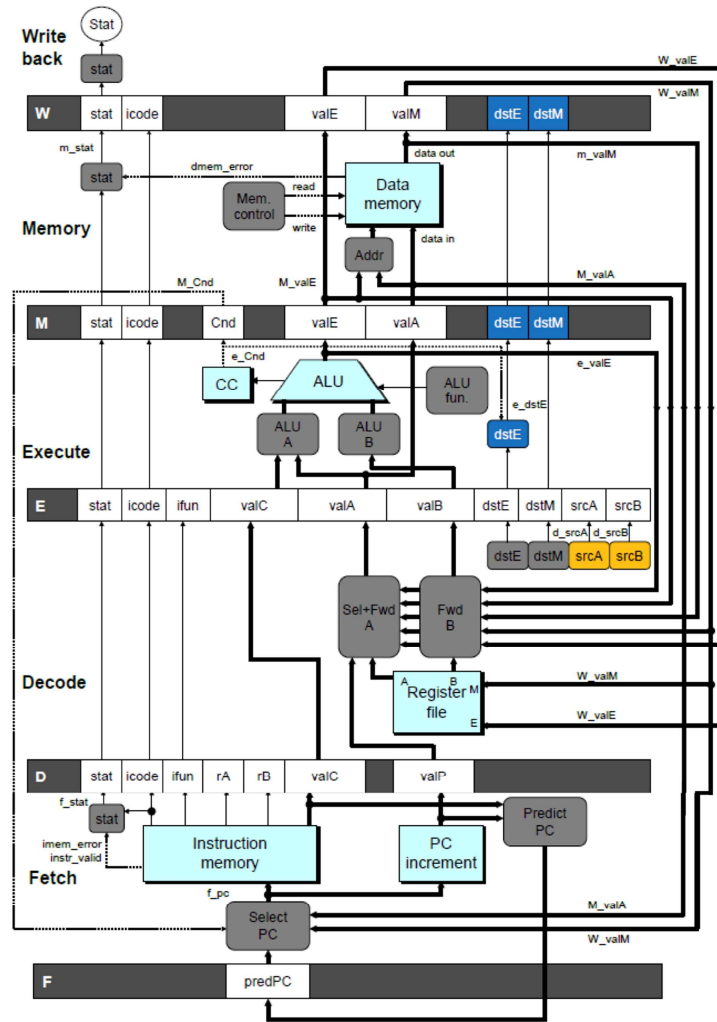 Stat
Write
back
stat
W_valE
W_valM
W stat icode valE valM dstE dstM
m_stat
data out
m_valM
dmem_error
stat
Mem.
control
read
write
Data
memory
data in
Memory
Addr
M_Cnd
M_valE
M_valA
M stat icode Cnd valE valA dstE dstM
e_Cnd
e_valE
CC
ALU
ALU
fun.
e_dstE
ALU
A
ALU
B
dstE
Execute
E stat icode ifun valC valA valB dstE dstM srcA srcB
d_srcA d_srcB
dstE dstM srcA srcB
Sel+Fwd
A
Fwd
B
Decode
A B M
Register
file
E
W_valM
W_valE
D stat icode ifun rA rB valC valP
f_stat
stat
imem_error
instr_valid
Instruction
memory
PC
increment
Predict
PC
Fetch
f_pc
Select
PC
M_valA
W_valM
F predPC